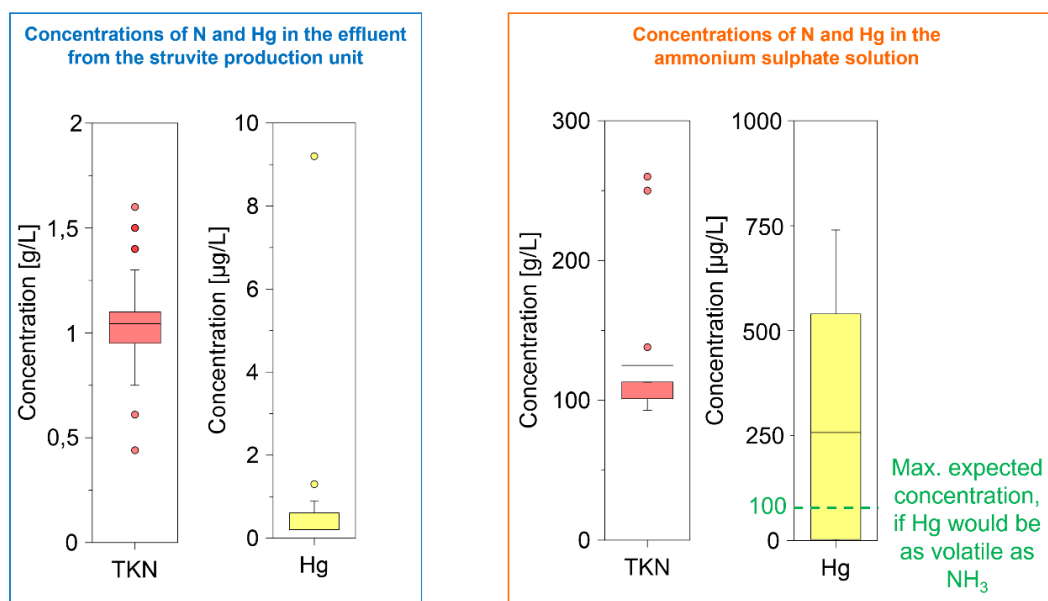 Concentrations of N and Hg in the effluent
from the struvite production unit
Concentration [g/L]
2
1,5
1
0,5
0
TKN
Concentration [µg/L]
10
8
6
4
2
0
Hg
Concentrations of N and Hg in the
ammonium sulphate solution
Concentration [g/L]
300
200
100
0
TKN
Concentration [µg/L]
1000
750
500
250
100
0
Hg
Max. expected
concentration,
if Hg would be
as volatile as
NH₃